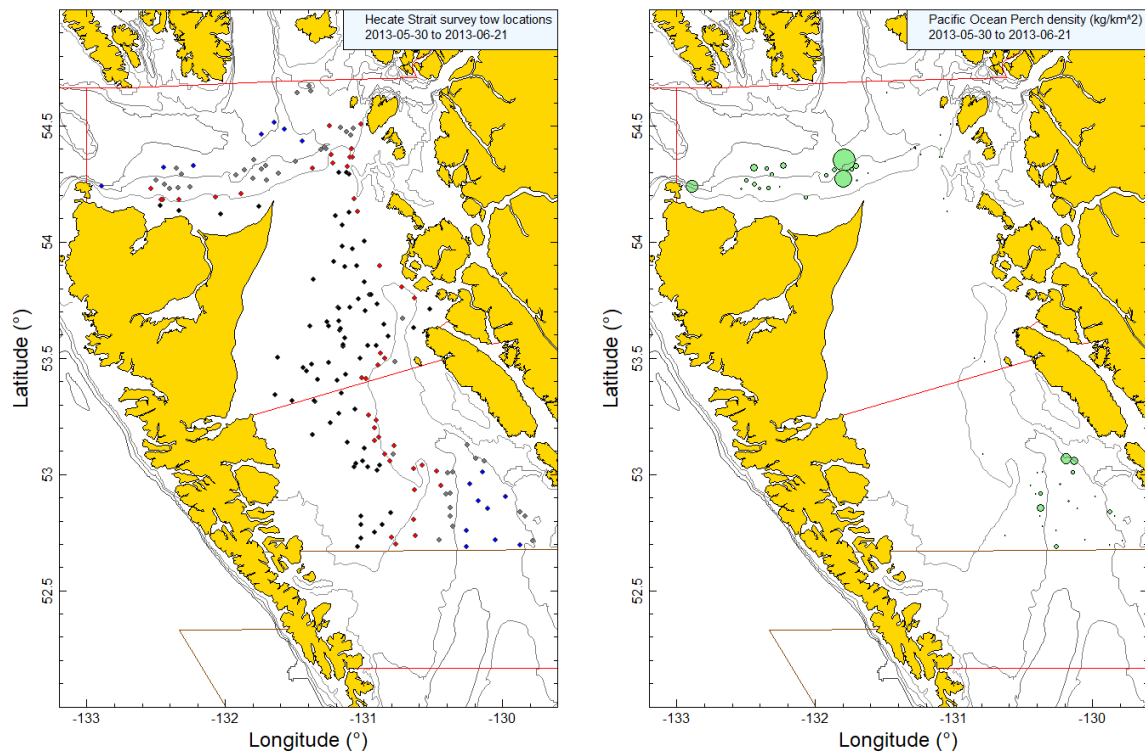 Hecate Strait survey tow locations
2013-05-30 to 2013-06-21
54.5
54
53.5
53
52.5
Latitude (°)
-133
-132
-131
-130
Longitude (°)
Pacific Ocean Perch density (kg/km^2)
2013-05-30 to 2013-06-21
54.5
54
53.5
53
52.5
Latitude (°)
-133
-132
-131
-130
Longitude (°)